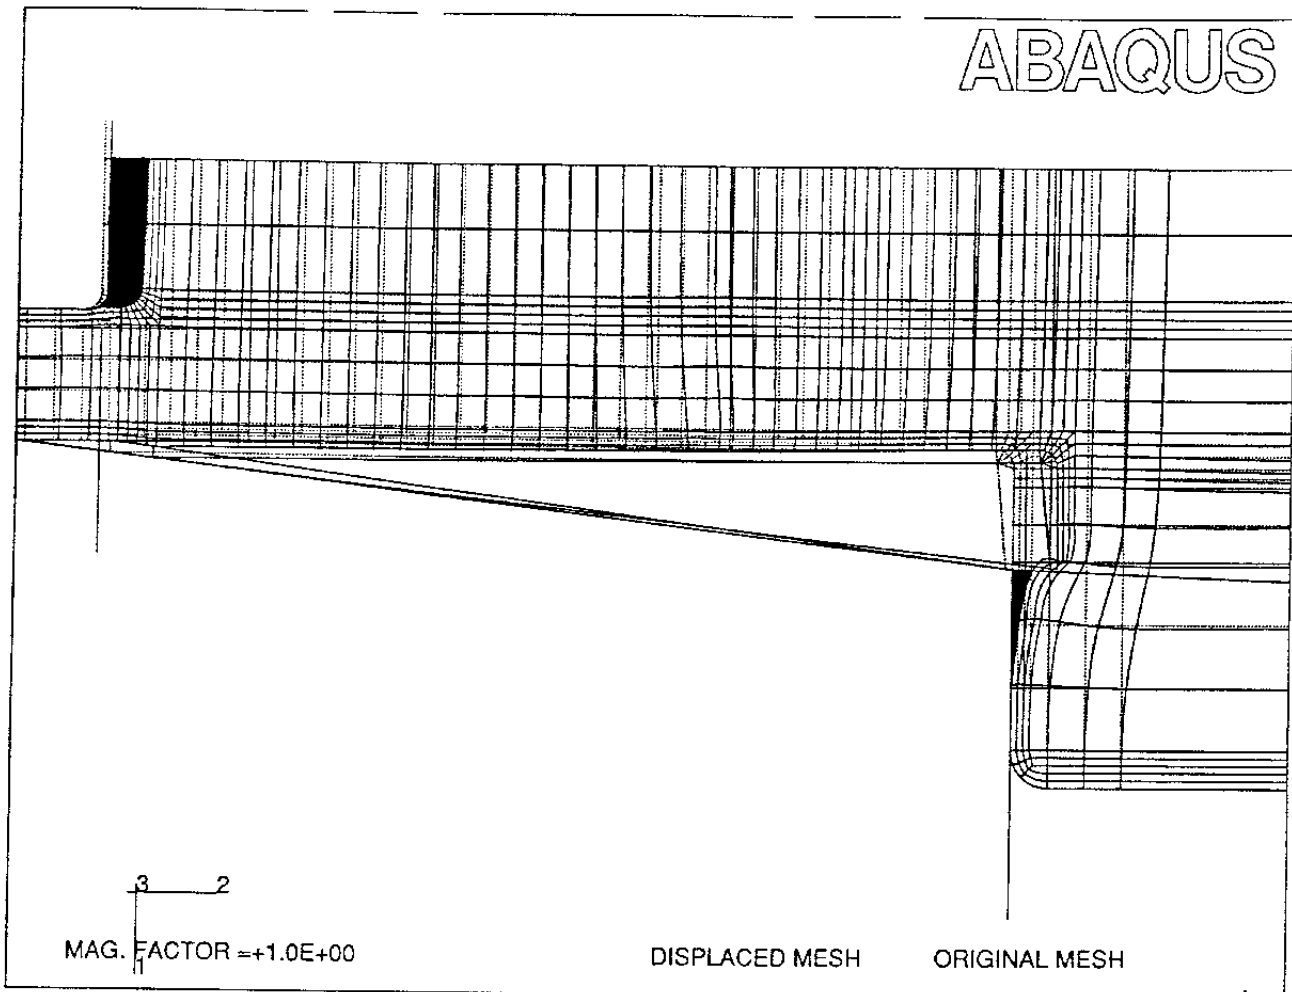 ABAQUS
3 2
1
MAG. FACTOR =+1.0E+00
DISPLACED MESH
ORIGINAL MESH